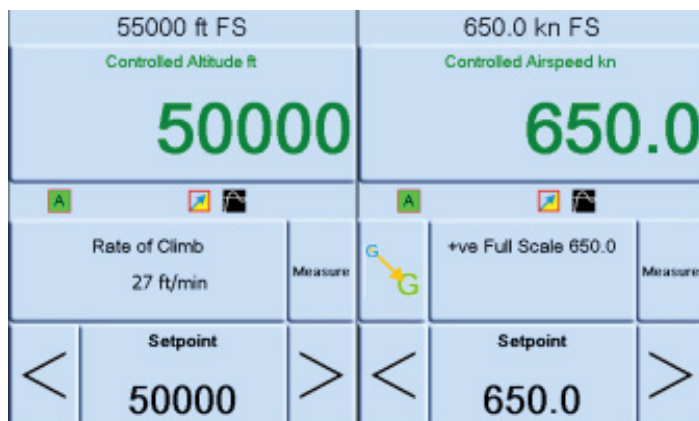 55000 ft FS
Controlled Altitude ft
50000
A
Rate of Climb
27 ft/min
Measure
<
Setpoint
50000
>
650.0 kn FS
Controlled Airspeed kn
650.0
A
G
G
+ve Full Scale 650.0
Measure
<
Setpoint
650.0
>